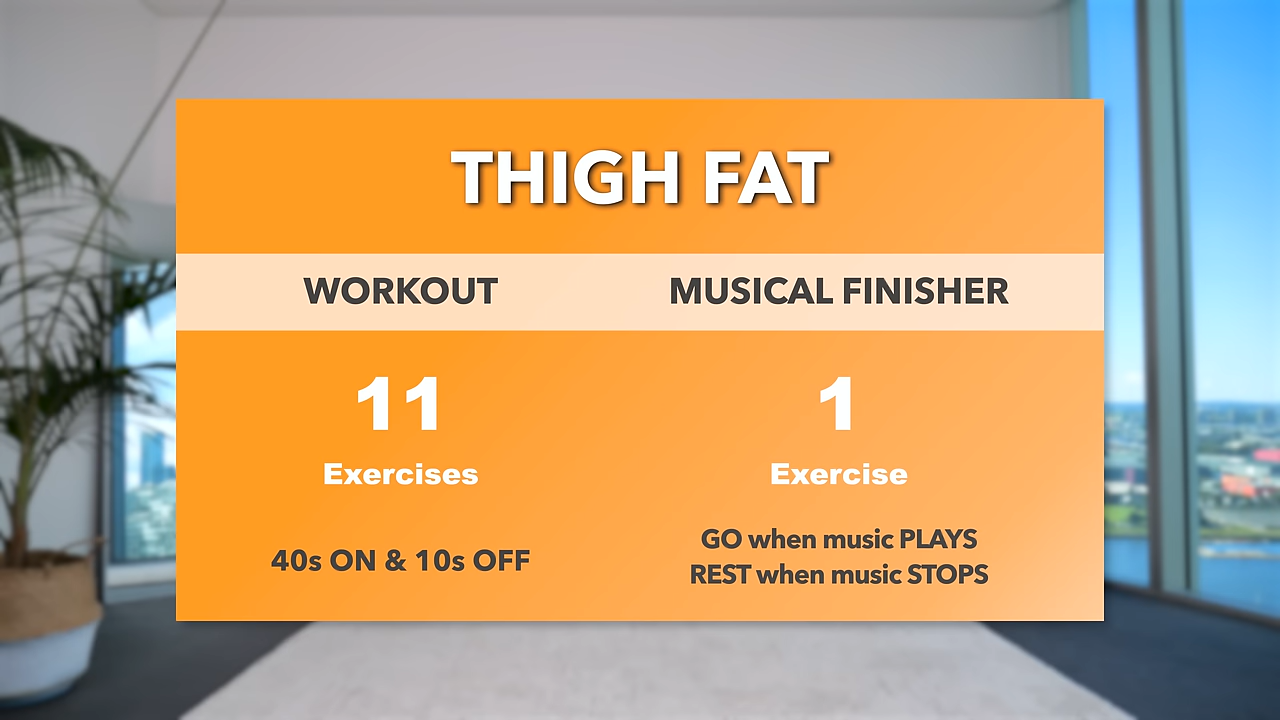 THIGH FAT
WORKOUT
MUSICAL FINISHER
11
Exercises
40s ON & 10s OFF
1
Exercise
GO when music PLAYS
REST when music STOPS